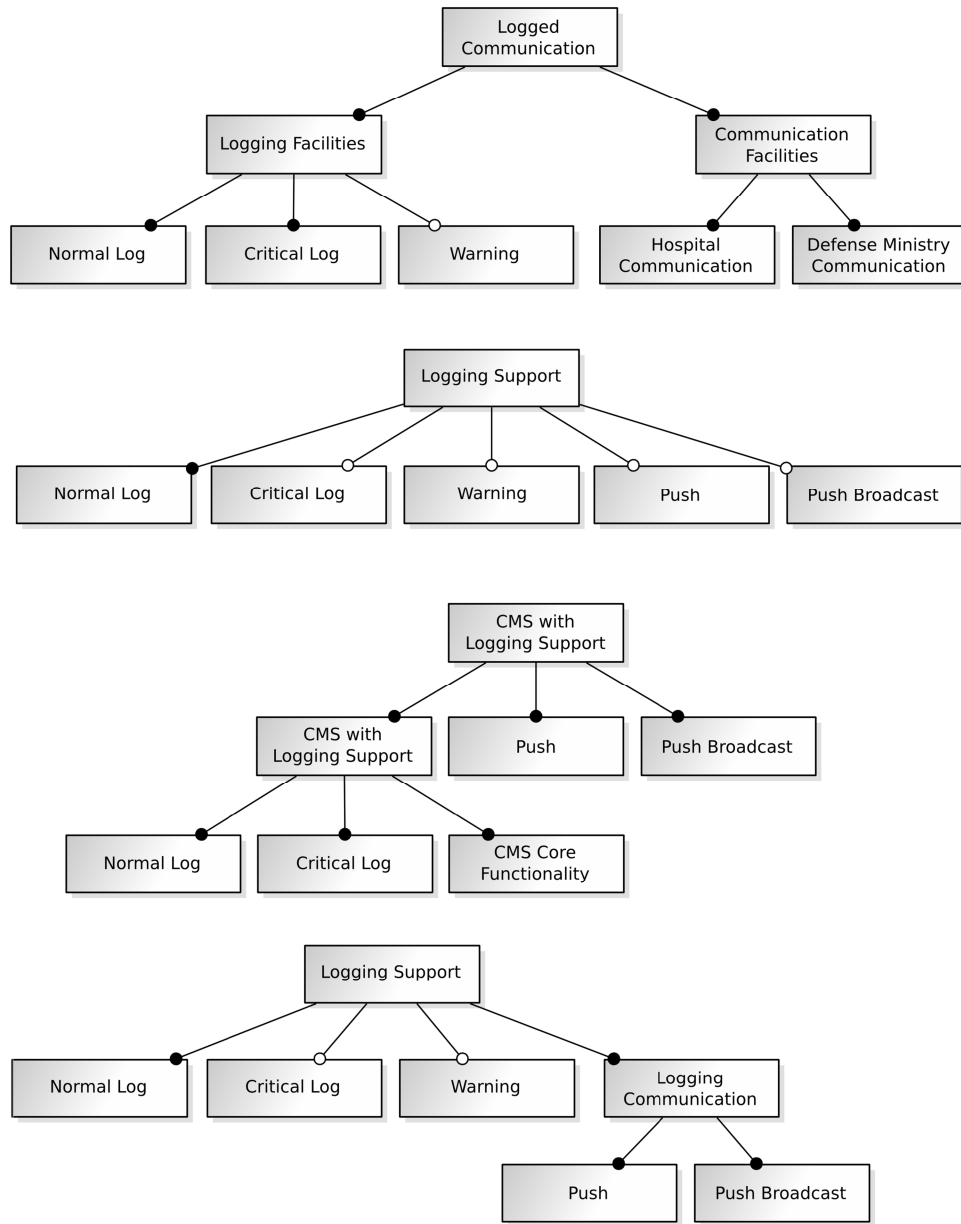 Logged
Communication
Logging Facilities
Communication
Facilities
Normal Log
Critical Log
Warning
Hospital
Communication
Defense Ministry
Communication
Logging Support
Normal Log
Critical Log
Warning
Push
Push Broadcast
CMS with
Logging Support
CMS with
Logging Support
Push
Push Broadcast
Normal Log
Critical Log
CMS Core
Functionality
Logging Support
Normal Log
Critical Log
Warning
Logging
Communication
Push
Push Broadcast